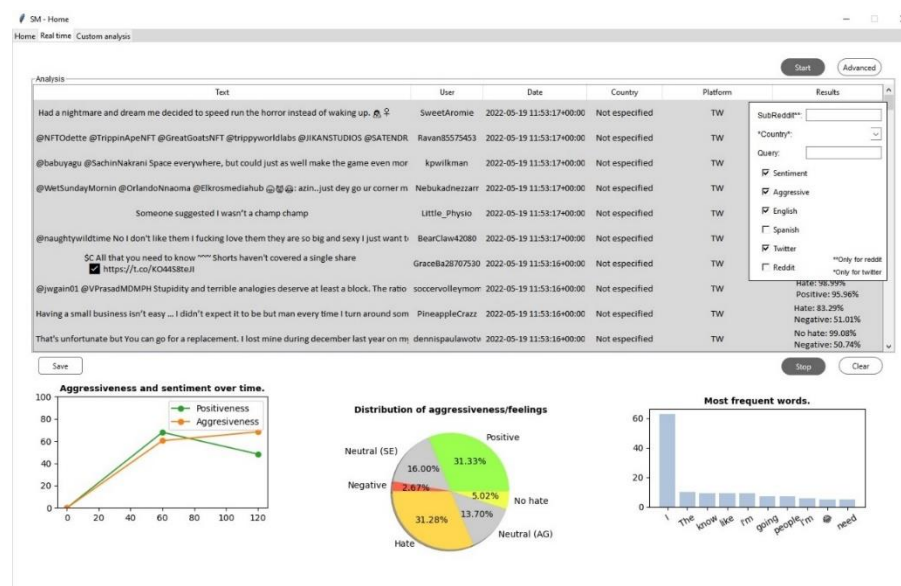 SM - Home
Home Real time Custom analysis
Start Advanced
Analysis
Text User Date Country Platform Results
Had a nightmare and dream me decided to speed run the horror instead of waking up. SweetAromie 2022-05-19 11:53:17+00:00 Not especified TW
@NFTOdette @TrippinApeNFT @GreatGoatsNFT @trippyworldlabs @JIKANSTUDIOS @SATENDR Ravan85575453 2022-05-19 11:53:17+00:00 Not especified TW
@babuyagu @SachinNakrani Space everywhere, but could just as well make the game even mor kpwilkman 2022-05-19 11:53:17+00:00 Not especified TW
@WetSundayMornin @OrlandoNnaoma @Elkrosmediahub 😂👹😂: azin..just dey go ur corner m Nebukadnezzarr 2022-05-19 11:53:17+00:00 Not especified TW
Someone suggested I wasn't a champ champ Little_Physio 2022-05-19 11:53:17+00:00 Not especified TW
@naughtywildtime No I don't like them I fucking love them they are so big and sexy I just want t BearClaw42080 2022-05-19 11:53:17+00:00 Not especified TW
$C All that you need to know ~~~ Shorts haven't covered a single share
☑ https://t.co/KO44S8teJI GraceBa28707530 2022-05-19 11:53:16+00:00 Not especified TW
@jwgain01 @VPrasadMDMPH Stupidity and terrible analogies deserve at least a block. The ratio soccervolleymom 2022-05-19 11:53:16+00:00 Not especified TW
Hate: 98.99%
Positive: 95.96%
Having a small business isn't easy ... I didn't expect it to be but man every time I turn around som PineappleCrazz 2022-05-19 11:53:16+00:00 Not especified TW
Hate: 83.29%
Negative: 51.01%
That's unfortunate but You can go for a replacement. I lost mine during december last year on my dennispaulawotw 2022-05-19 11:53:16+00:00 Not especified TW
No hate: 99.08%
Negative: 50.74%
SubReddit**:
*Country*:
Query:
Sentiment
Aggressive
English
Spanish
Twitter
Reddit
**Only for reddit
*Only for twitter
Save Stop Clear
Aggressiveness and sentiment over time.
Positiveness
Aggresiveness
100
80
60
40
20
0
0 20 40 60 80 100 120
Distribution of aggressiveness/feelings
Positive
31.33%
Neutral (SE)
16.00%
Negative
2.67%
Hate
31.28%
Neutral (AG)
13.70%
No hate
5.02%
Most frequent words.
60
40
20
0
I The know like I'm going people I'm 😂 need